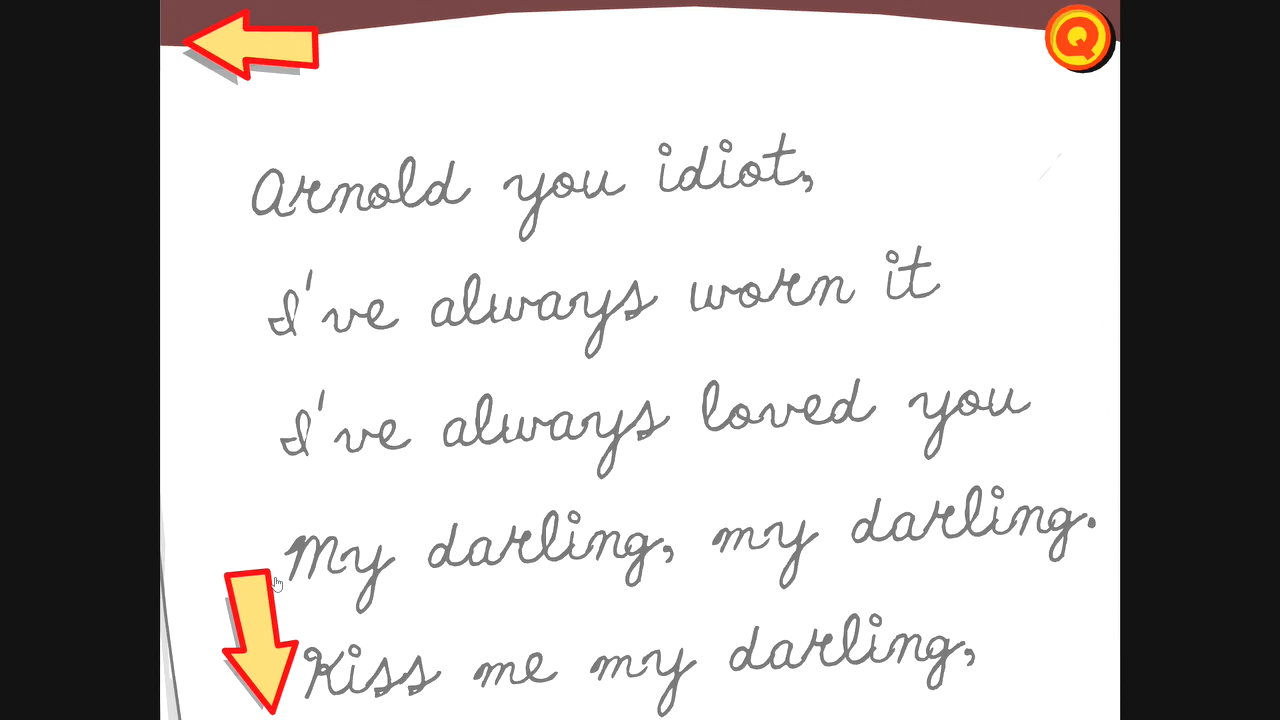 Q
Arnold you idiot,
I've always worn it
I've always loved you
My darling, my darling.
Kiss me my darling,